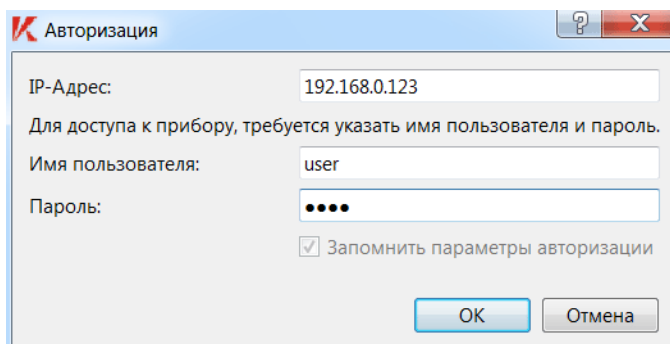 Авторизация
IP-Адрес: 192.168.0.123
Для доступа к прибору, требуется указать имя пользователя и пароль.
Имя пользователя: user
Пароль: ●●●●
Запомнить параметры авторизации
OK Отмена